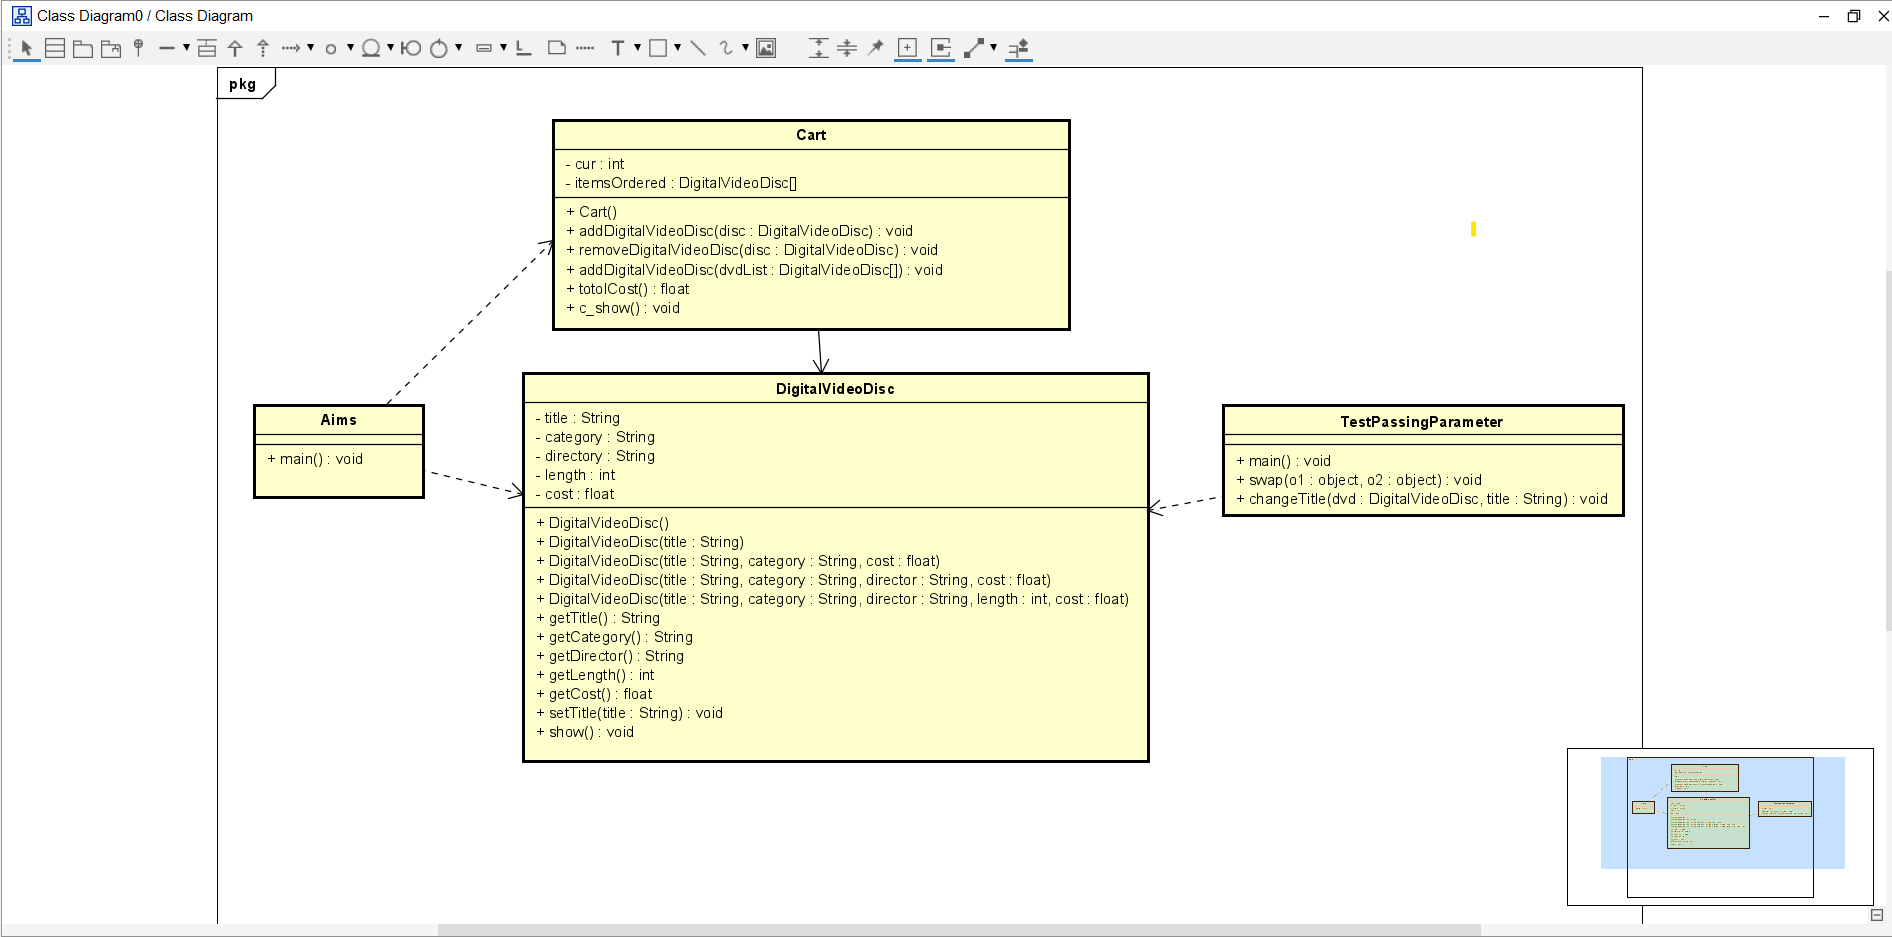 Class Diagram0 / Class Diagram
pkg
Cart
- cur : int
- itemsOrdered : DigitalVideoDisc[]
+ Cart()
+ addDigitalVideoDisc(disc : DigitalVideoDisc) : void
+ removeDigitalVideoDisc(disc : DigitalVideoDisc) : void
+ addDigitalVideoDisc(dvdList : DigitalVideoDisc[]) : void
+ totolCost() : float
+ c_show() : void
Aims
+ main() : void
DigitalVideoDisc
- title : String
- category : String
- directory : String
- length : int
- cost : float
+ DigitalVideoDisc()
+ DigitalVideoDisc(title : String)
+ DigitalVideoDisc(title : String, category : String, cost : float)
+ DigitalVideoDisc(title : String, category : String, director : String, cost : float)
+ DigitalVideoDisc(title : String, category : String, director : String, length : int, cost : float)
+ getTitle() : String
+ getCategory() : String
+ getDirector() : String
+ getLength() : int
+ getCost() : float
+ setTitle(title : String) : void
+ show() : void
TestPassingParameter
+ main() : void
+ swap(o1 : object, o2 : object) : void
+ changeTitle(dvd : DigitalVideoDisc, title : String) : void